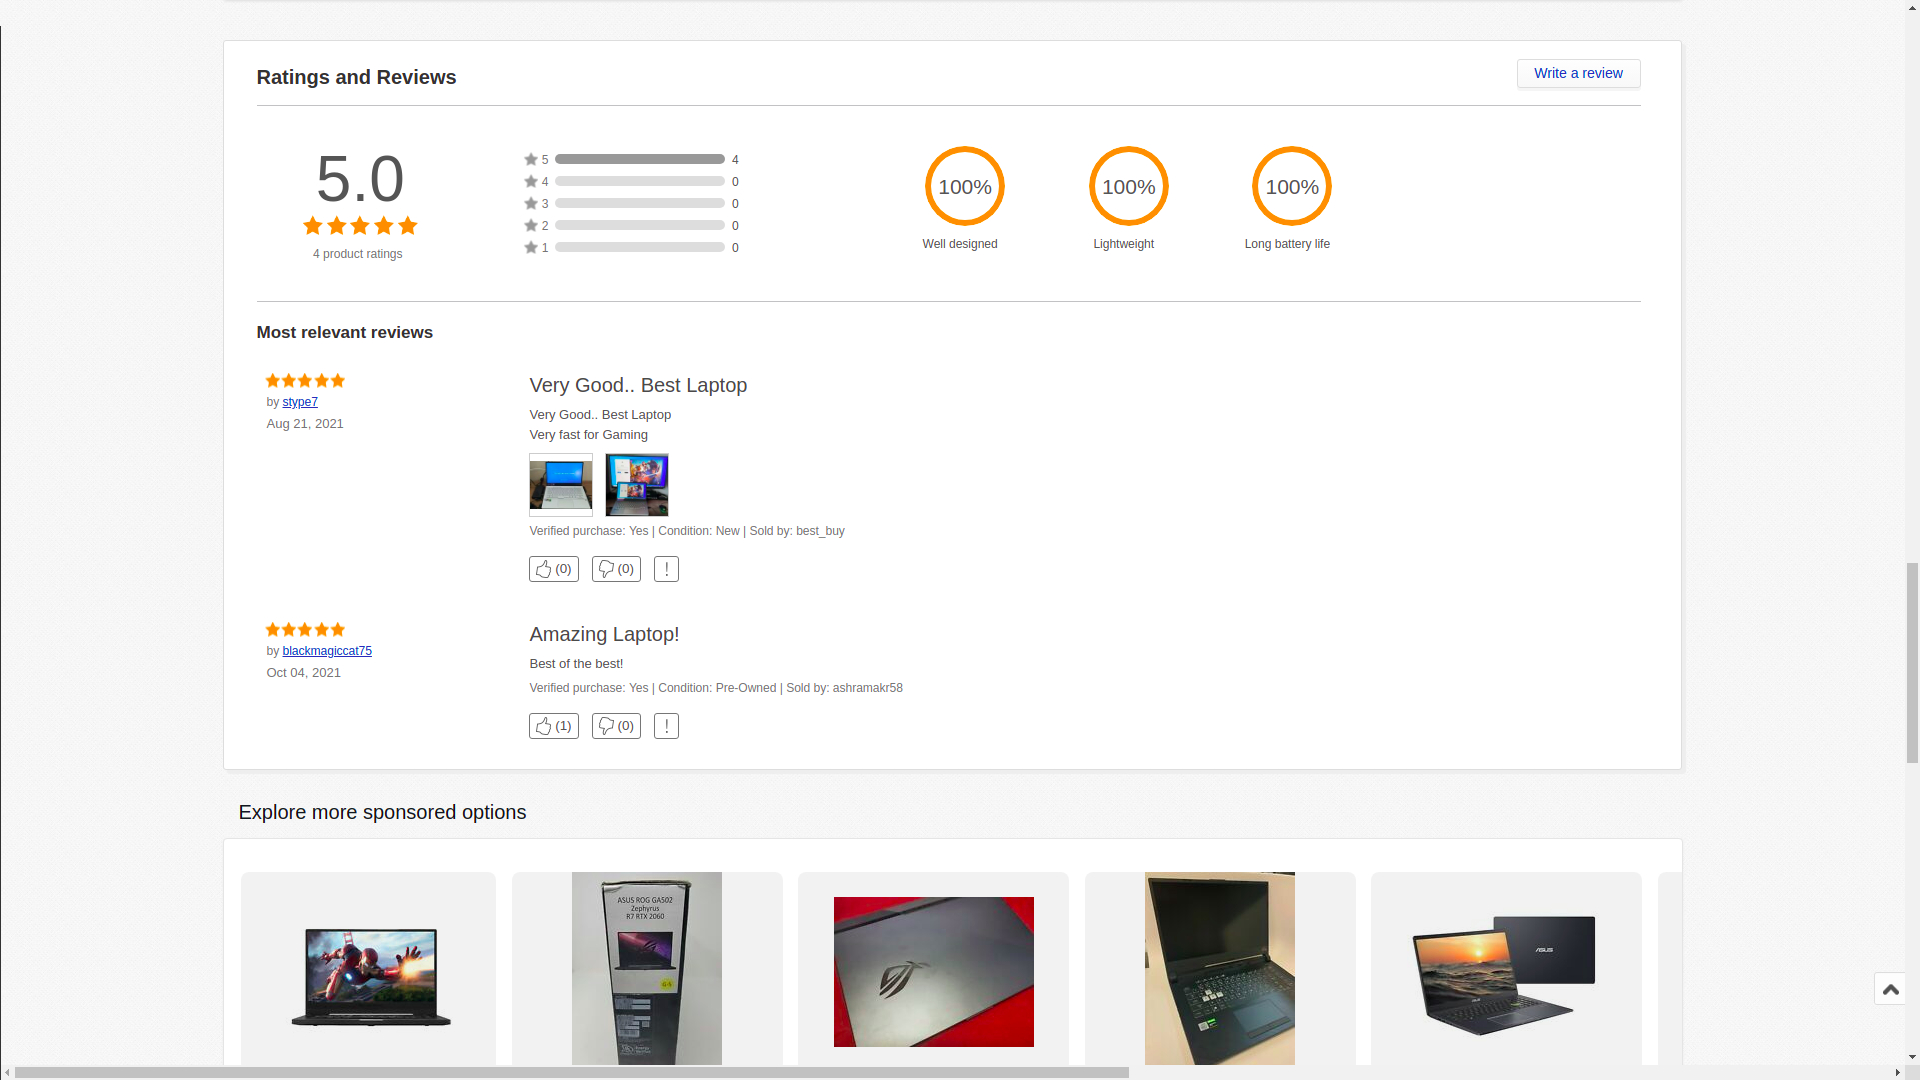 Ratings and Reviews
Write a review
5.0
4 product ratings
5 4
4 0
3 0
2 0
1 0
100%
Well designed
100%
Lightweight
100%
Long battery life
Most relevant reviews
by stype7
Aug 21, 2021
Very Good.. Best Laptop
Very Good.. Best Laptop
Very fast for Gaming
Verified purchase: Yes | Condition: New | Sold by: best_buy
(0)
(0)
by blackmagiccat75
Oct 04, 2021
Amazing Laptop!
Best of the best!
Verified purchase: Yes | Condition: Pre-Owned | Sold by: ashramakr58
(1)
(0)
Explore more sponsored options
ASUS ROG GA502
Zephyrus
R7 RTX 2060
ASUS